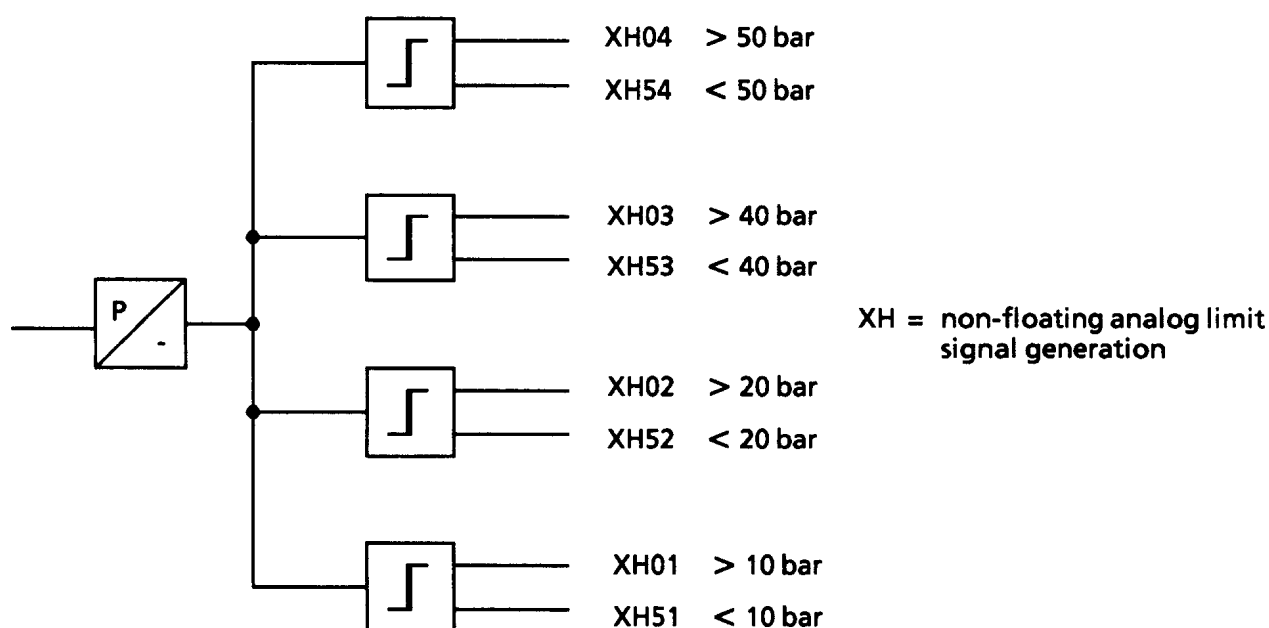 XH04 > 50 bar
XH54 < 50 bar
XH03 > 40 bar
XH53 < 40 bar
P
-
XH = non-floating analog limit
signal generation
XH02 > 20 bar
XH52 < 20 bar
XH01 > 10 bar
XH51 < 10 bar